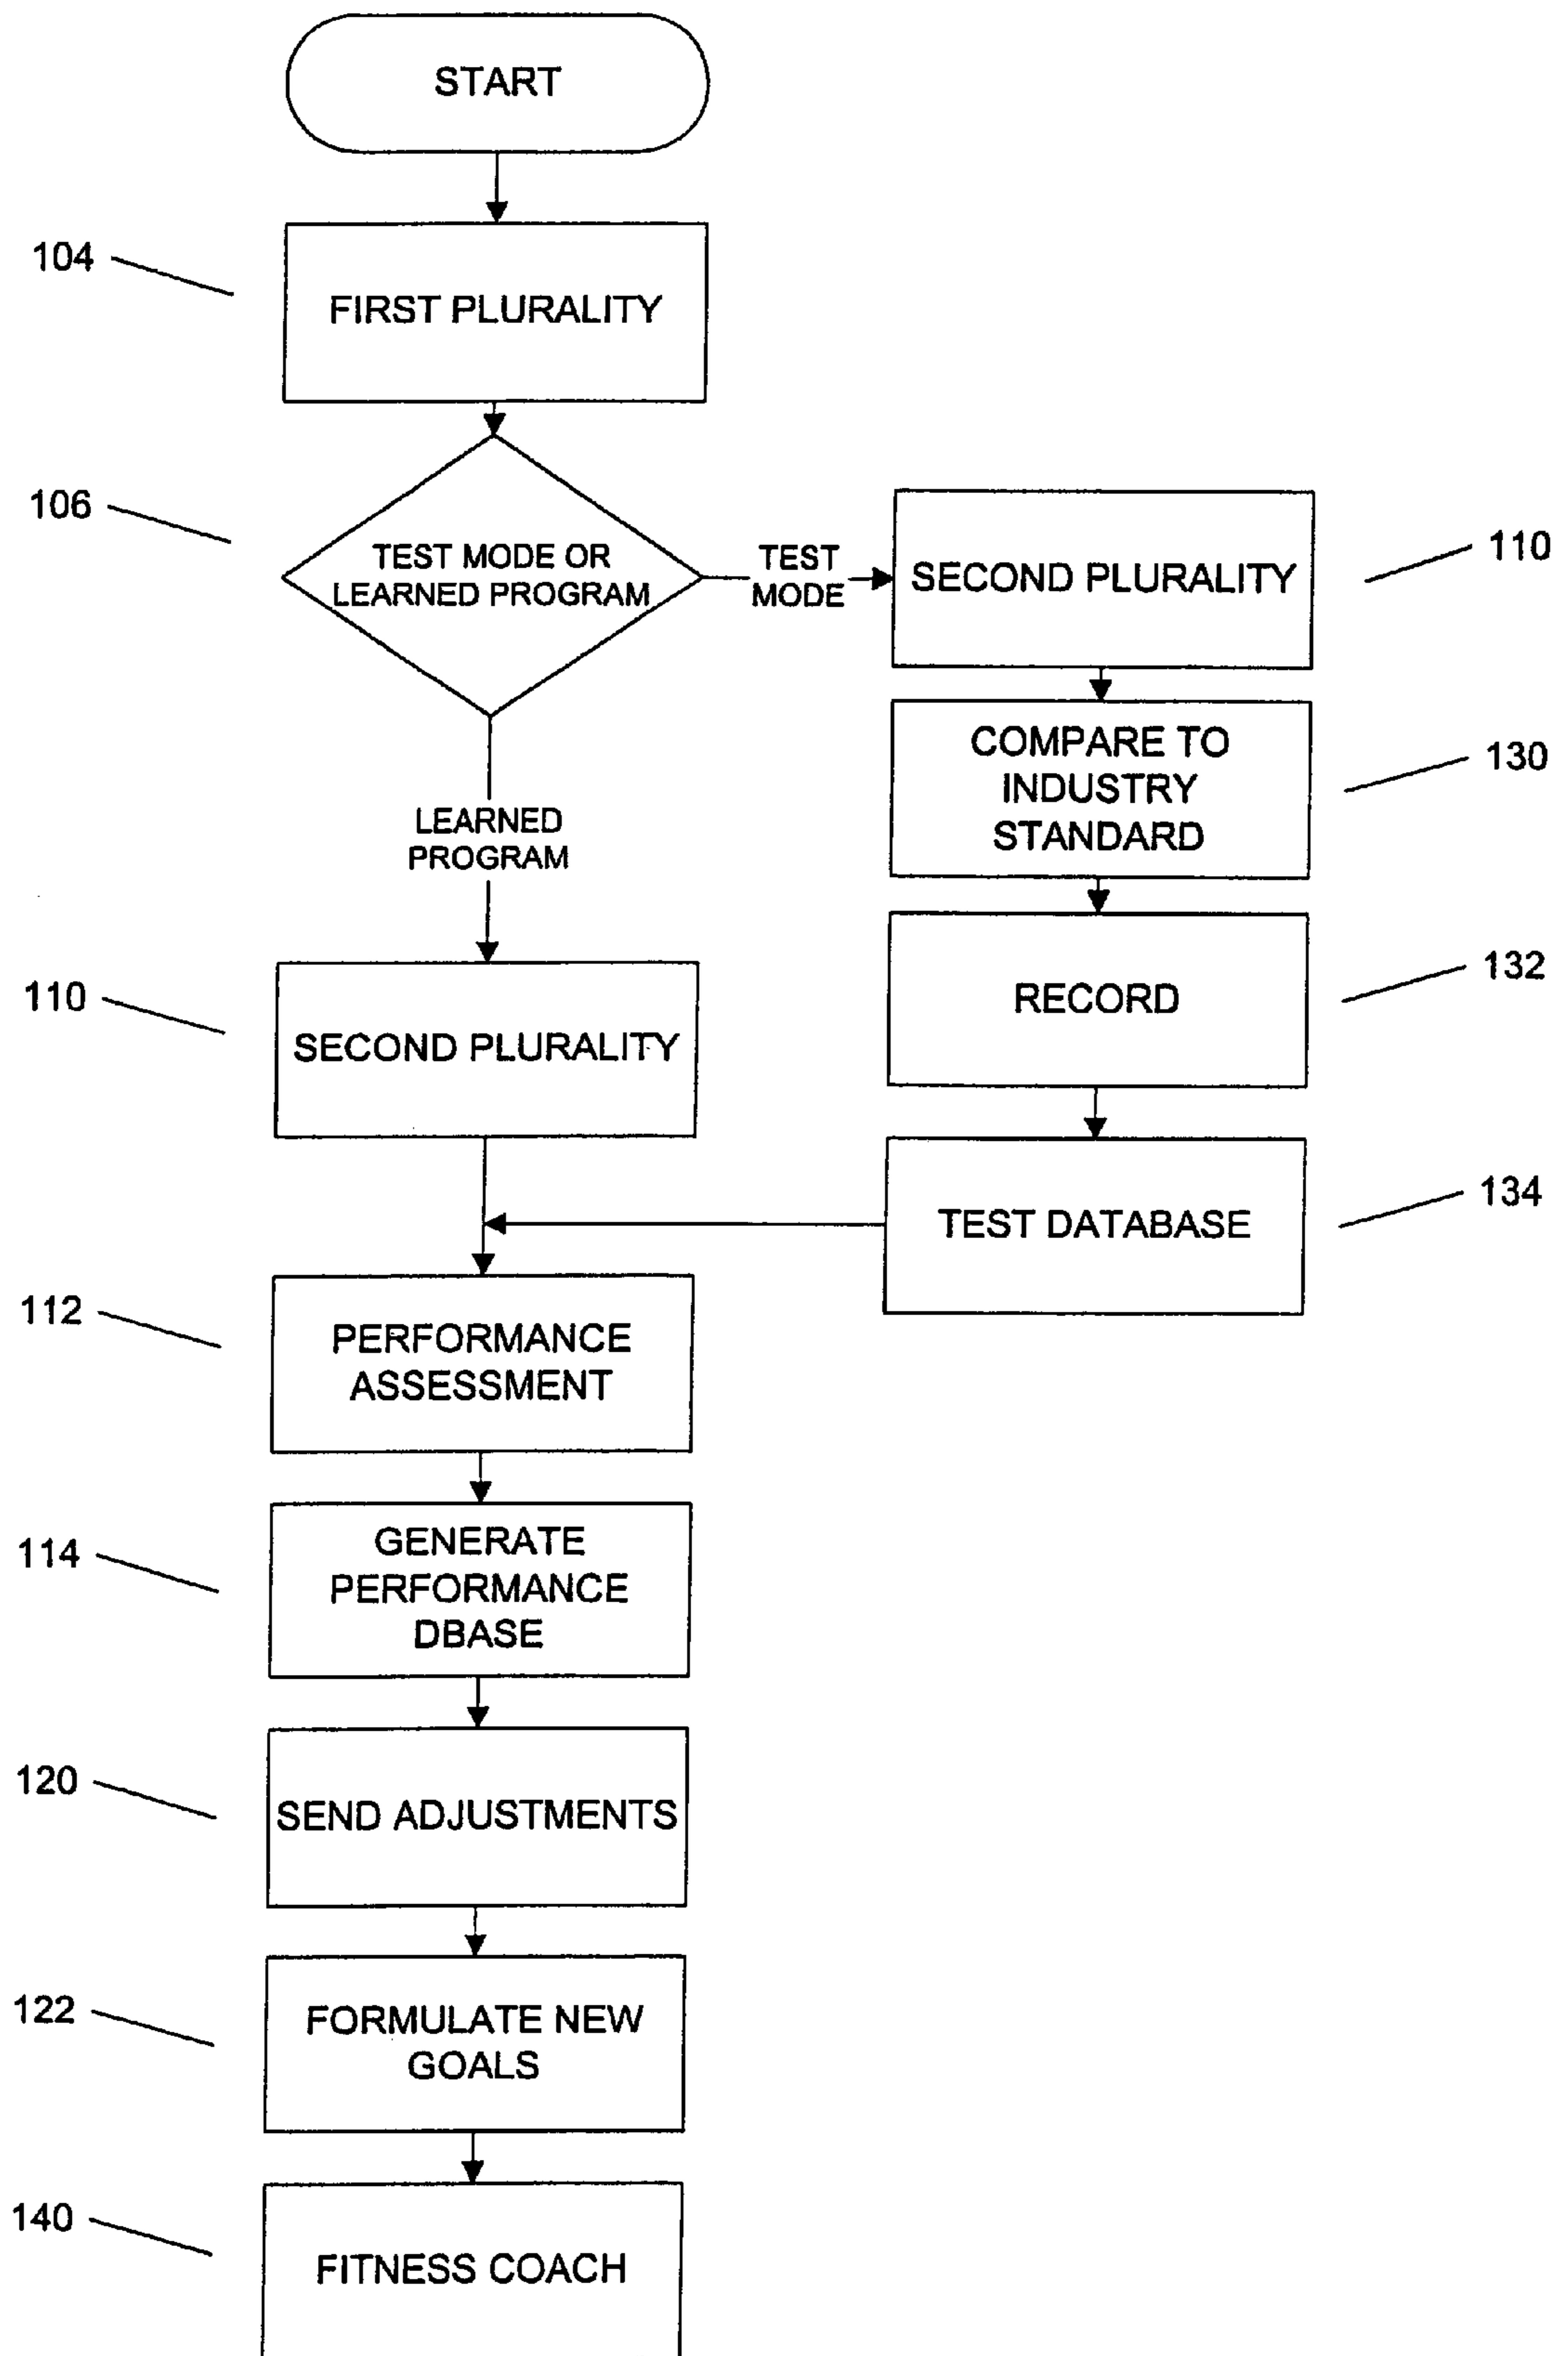 START
104
FIRST PLURALITY
106
TEST MODE OR
LEARNED PROGRAM
TEST
MODE
SECOND PLURALITY
110
COMPARE TO
INDUSTRY
STANDARD
130
LEARNED
PROGRAM
RECORD
132
110
SECOND PLURALITY
TEST DATABASE
134
112
PERFORMANCE
ASSESSMENT
114
GENERATE
PERFORMANCE
DBASE
120
SEND ADJUSTMENTS
122
FORMULATE NEW
GOALS
140
FITNESS COACH